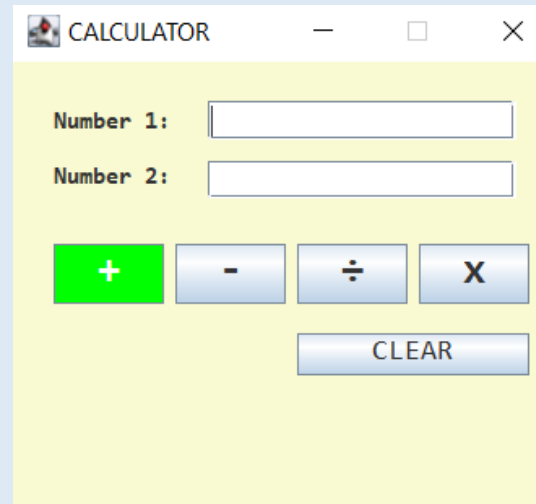 CALCULATOR
Number 1:
Number 2:
+ - ÷ x
CLEAR